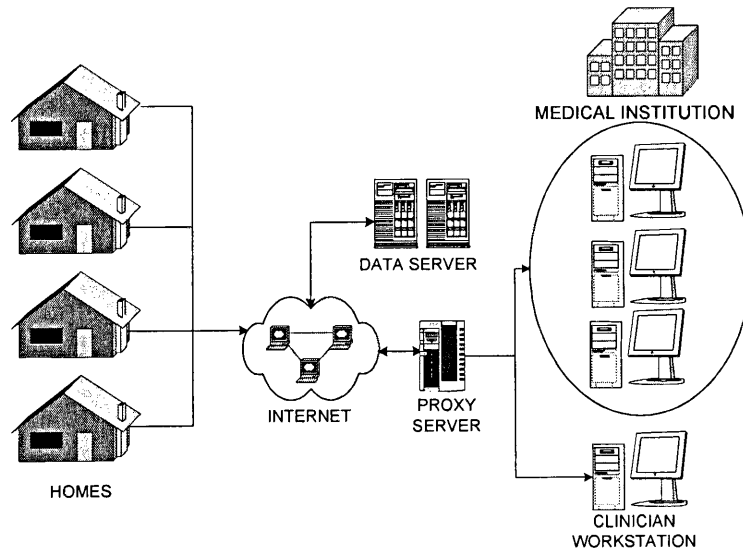 MEDICAL INSTITUTION
DATA SERVER
INTERNET
PROXY
SERVER
HOMES
CLINICIAN
WORKSTATION